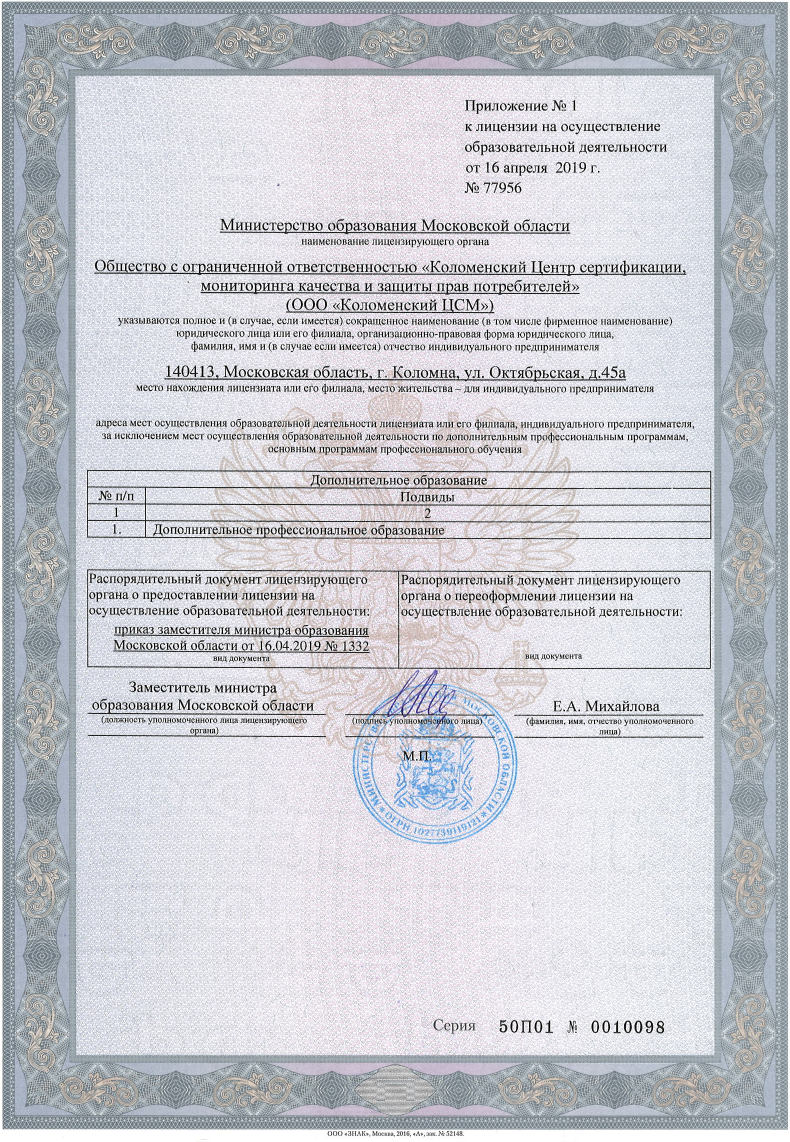 Приложение № 1
к лицензии на осуществление
образовательной деятельности
от 16 апреля 2019 г.
№ 77956
Министерство образования Московской области
наименование лицензирующего органа
Общество с ограниченной ответственностью «Коломенский Центр сертификации,
мониторинга качества и защиты прав потребителей»
(ООО «Коломенский ЦСМ»)
указываются полное и (в случае, если имеется) сокращенное наименование (в том числе фирменное наименование)
юридического лица или его филиала, организационно-правовая форма юридического лица,
фамилия, имя и (в случае если имеется) отчество индивидуального предпринимателя
140413, Московская область, г. Коломна, ул. Октябрьская, д.45а
место нахождения лицензиата или его филиала, место жительства – для индивидуального предпринимателя
адреса мест осуществления образовательной деятельности лицензиата или его филиала, индивидуального предпринимателя,
за исключением мест осуществления образовательной деятельности по дополнительным профессиональным программам,
основным программам профессионального обучения
Дополнительное образование
№ п/п Подвиды
1 2
1. Дополнительное профессиональное образование
Распорядительный документ лицензирующего
органа о предоставлении лицензии на
осуществление образовательной деятельности:
приказ заместителя министра образования
Московской области от 16.04.2019 № 1332
вид документа
Распорядительный документ лицензирующего
органа о переоформлении лицензии на
осуществление образовательной деятельности:
вид документа
Заместитель министра
образования Московской области
(должность уполномоченного лица лицензирующего
органа)
(подпись уполномоченного лица)
Е.А. Михайлова
(фамилия, имя, отчество уполномоченного
лица)
М.П.
МОСКОВСКОЙ ОБЛАСТИ * ОГРН 1027739119121 *
Серия 50П01 № 0010098
ООО «ЗНАК», Москва, 2016, «А», зак. № 52148.